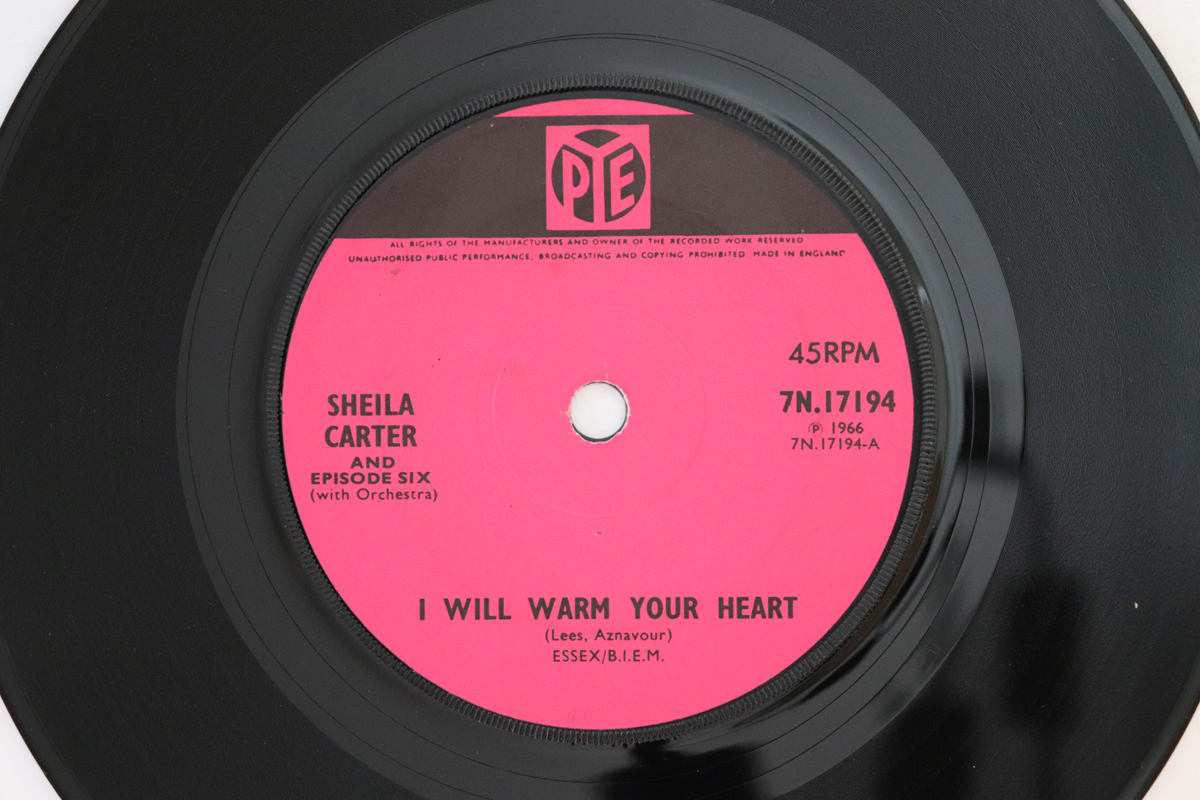 PYE
ALL RIGHTS OF THE MANUFACTURERS AND OWNER OF THE RECORDED WORK RESERVED
UNAUTHORISED PUBLIC PERFORMANCE, BROADCASTING AND COPYING PROHIBITED. MADE IN ENGLAND
45RPM
7N.17194
℗ 1966
7N.17194-A
SHEILA
CARTER
AND
EPISODE SIX
(with Orchestra)
I WILL WARM YOUR HEART
(Lees, Aznavour)
ESSEX/B.I.E.M.